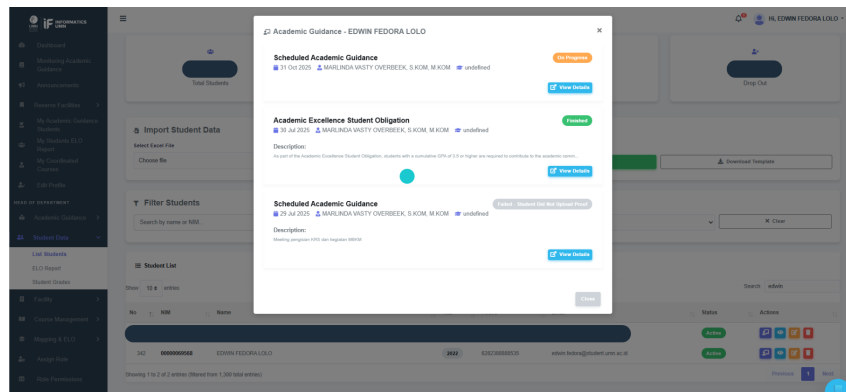 UMN
iF INFORMATICS UMN
Hi, EDWIN FEDORA LOLO
Dashboard
Monitoring Academic
Guidance
Announcements
Reserve Facilities
My Academic Guidance
Students
My Students ELO
Report
My Coordinated
Courses
Edit Profile
HEAD OF DEPARTMENT
Academic Guidance
Student Data
List Students
ELO Report
Student Grades
Facility
Course Management
Mapping & ELO
Assign Role
Role Permissions
Total Students
Drop Out
Import Student Data
Select Excel File
Choose file
Download Template
Filter Students
Search by name or NIM...
× Clear
Student List
Show 10 entries
Search: edwin
No NIM Name Status Actions
Active
342 00000069560 EDWIN FEDORA LOLO 2022 edwin.fedora@student.umn.ac.id Active
Showing 1 to 2 of 2 entries (filtered from 1,300 total entries)
Previous 1 Next
Academic Guidance - EDWIN FEDORA LOLO
×
Scheduled Academic Guidance
On Progress
31 Oct 2025 MARLINDA VASTY OVERBEEK, S.KOM, M.KOM undefined
View Details
Academic Excellence Student Obligation
Finished
30 Jul 2025 MARLINDA VASTY OVERBEEK, S.KOM, M.KOM undefined
Description:
As part of the Academic Excellence Student Obligation, students with a cumulative GPA of 3.9 or higher are required to contribute to the academic comm...
View Details
Scheduled Academic Guidance
Failed - Student Did Not Upload Proof
29 Jul 2025 MARLINDA VASTY OVERBEEK, S.KOM, M.KOM undefined
Description:
Meeting pengisian KRS dan kegiatan MBKM
View Details
Close